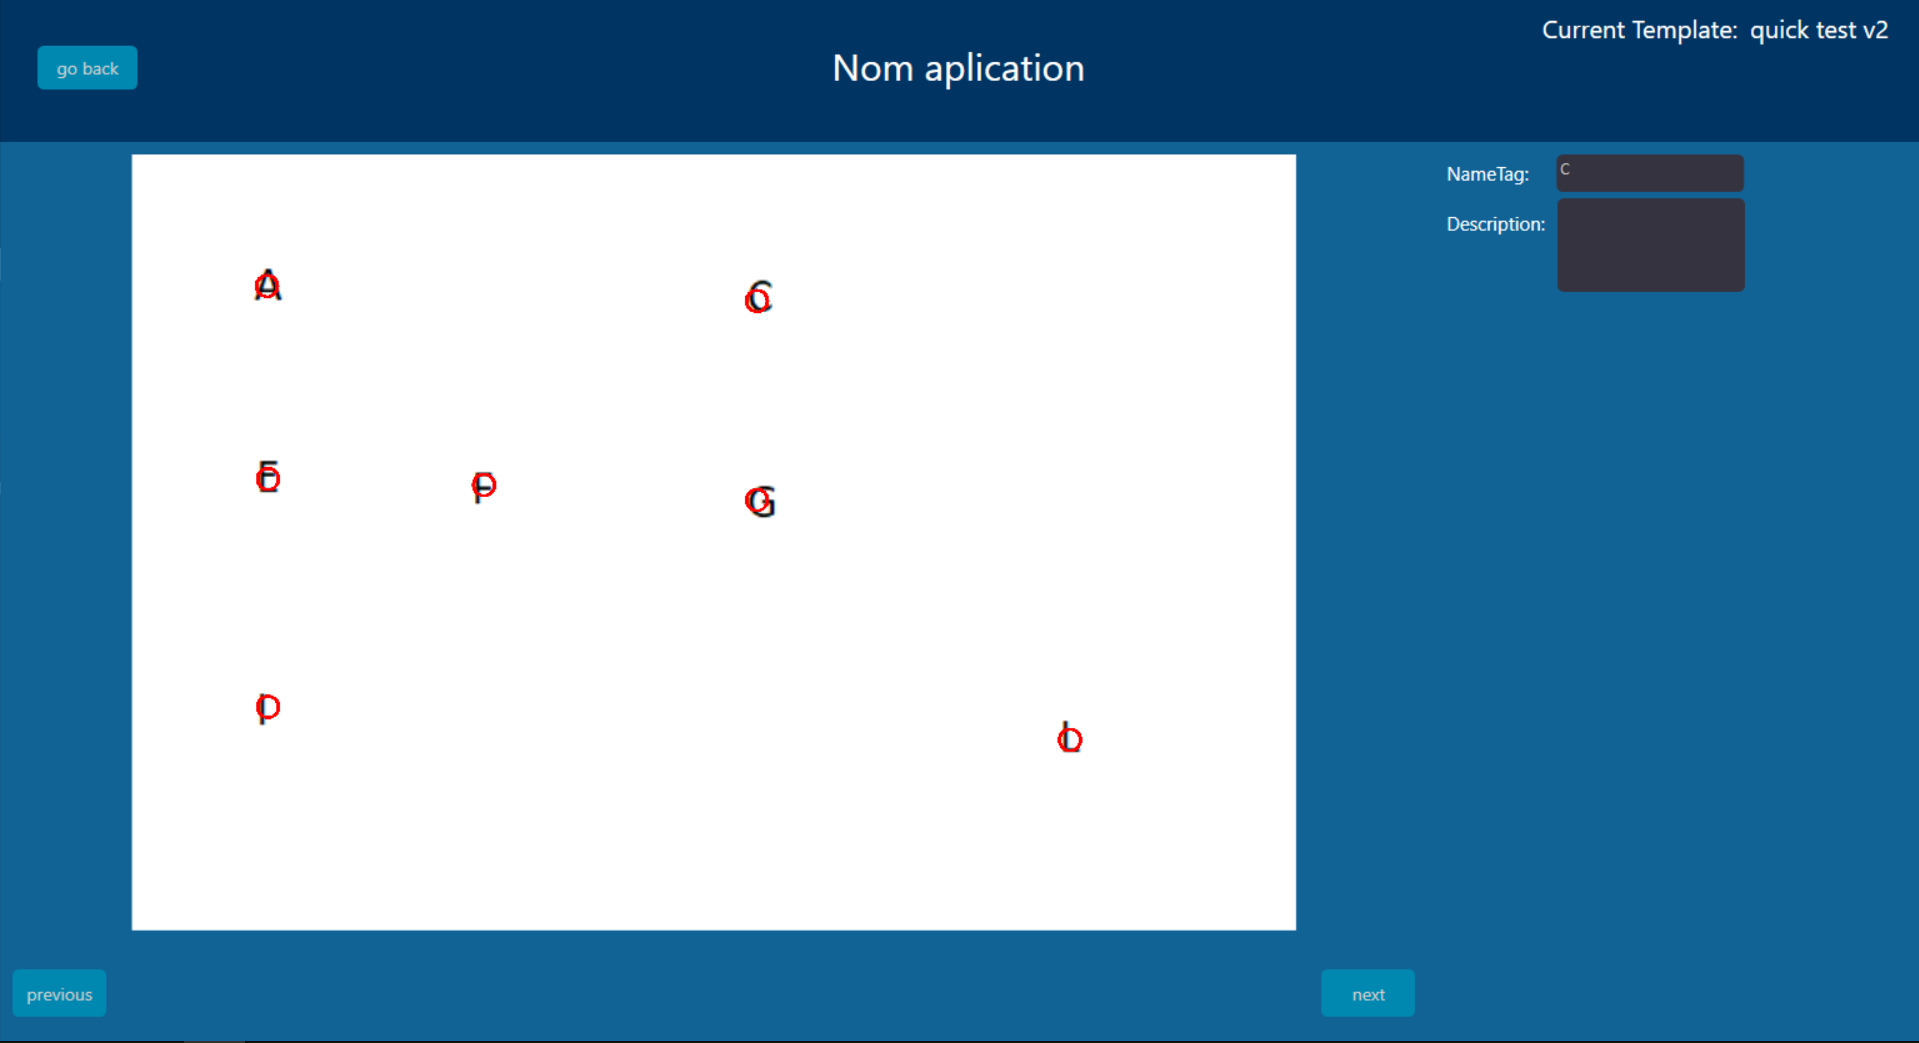 Current Template: quick test v2
go back
Nom aplication
NameTag: C
Description:
A
C
E
F
G
I
L
previous
next